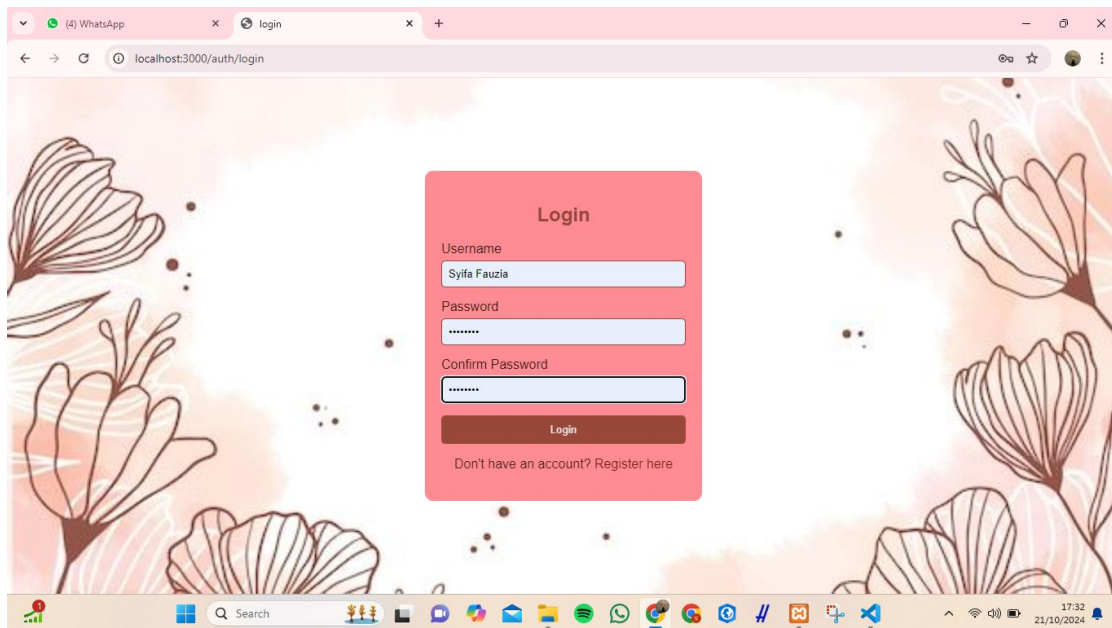 (4) WhatsApp
login
localhost:3000/auth/login
Login
Username
Syifa Fauzia
Password
••••••••
Confirm Password
••••••••
Login
Don't have an account? Register here
1
Search
17:32
21/10/2024